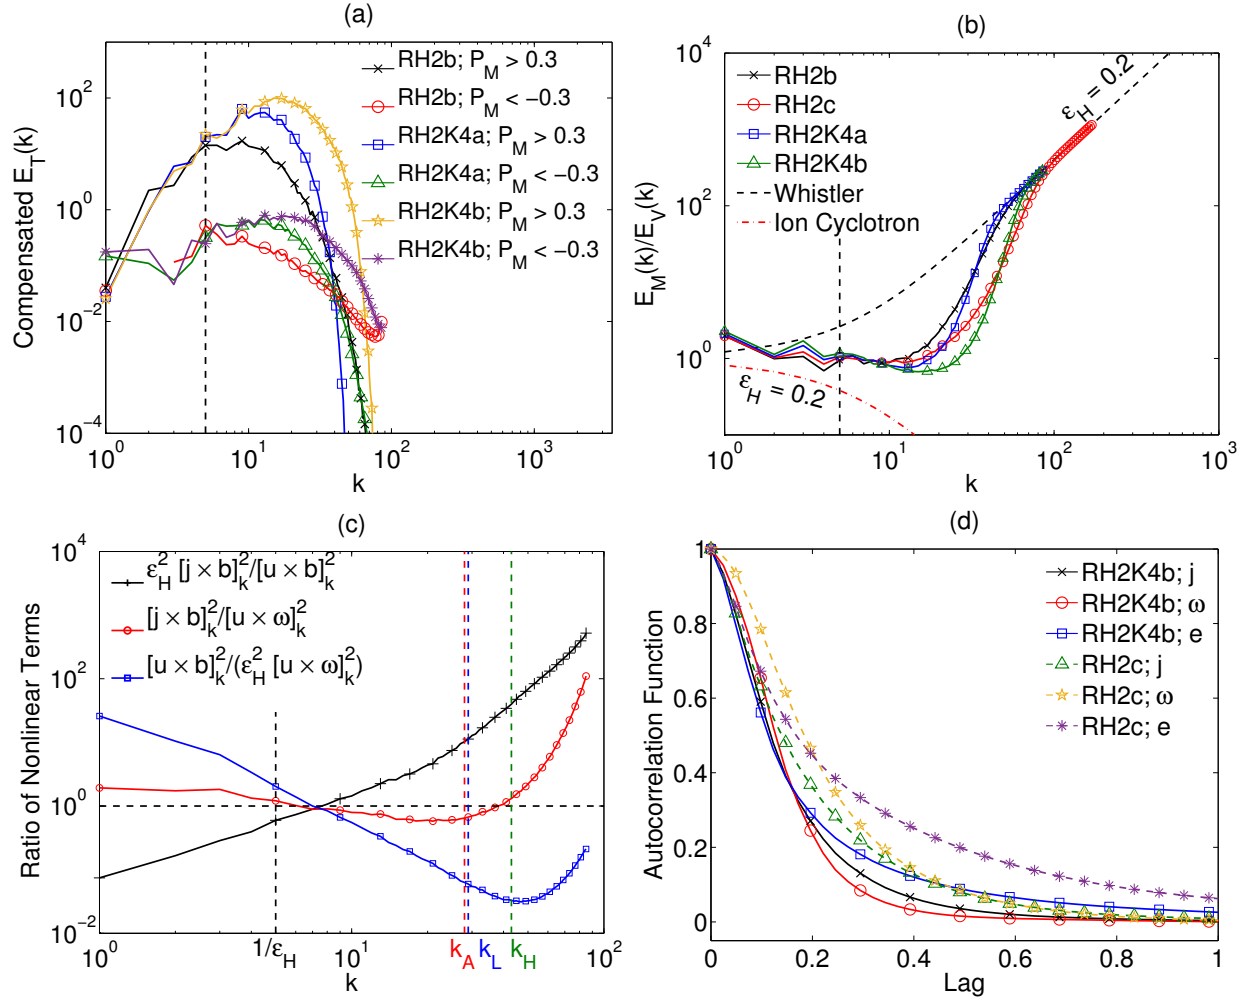 (a)
Compensated E_T(k)
10^2
10^0
10^-2
10^-4
10^0
10^1
10^2
10^3
k
RH2b; P_M > 0.3
RH2b; P_M < −0.3
RH2K4a; P_M > 0.3
RH2K4a; P_M < −0.3
RH2K4b; P_M > 0.3
RH2K4b; P_M < −0.3
(b)
E_M(k)/E_V(k)
10^4
10^2
10^0
10^0
10^1
10^2
10^3
k
RH2b
RH2c
RH2K4a
RH2K4b
Whistler
Ion Cyclotron
ε_H = 0.2
ε_H = 0.2
(c)
Ratio of Nonlinear Terms
10^4
10^2
10^0
10^-2
10^0
1/ε_H
10^1
k_A
k_L
k_H
10^2
k
ε_H^2 [j × b]_k^2/[u × b]_k^2
[j × b]_k^2/[u × ω]_k^2
[u × b]_k^2/(ε_H^2 [u × ω]_k^2)
(d)
Autocorrelation Function
1
0.8
0.6
0.4
0.2
0
0
0.2
0.4
0.6
0.8
1
Lag
RH2K4b; j
RH2K4b; ω
RH2K4b; e
RH2c; j
RH2c; ω
RH2c; e